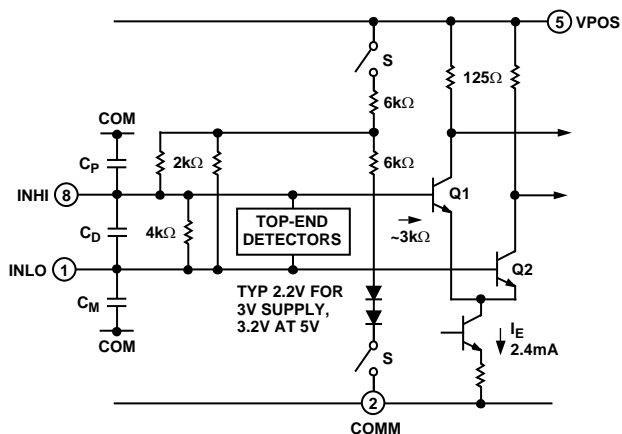 5 VPOS
S
125Ω
6kΩ
COM
6kΩ
CP
2kΩ
INHI 8
Q1
CD
4kΩ
TOP-END
DETECTORS
~3kΩ
INLO 1
Q2
CM
TYP 2.2V FOR
3V SUPPLY,
3.2V AT 5V
IE
2.4mA
COM
S
2
COMM